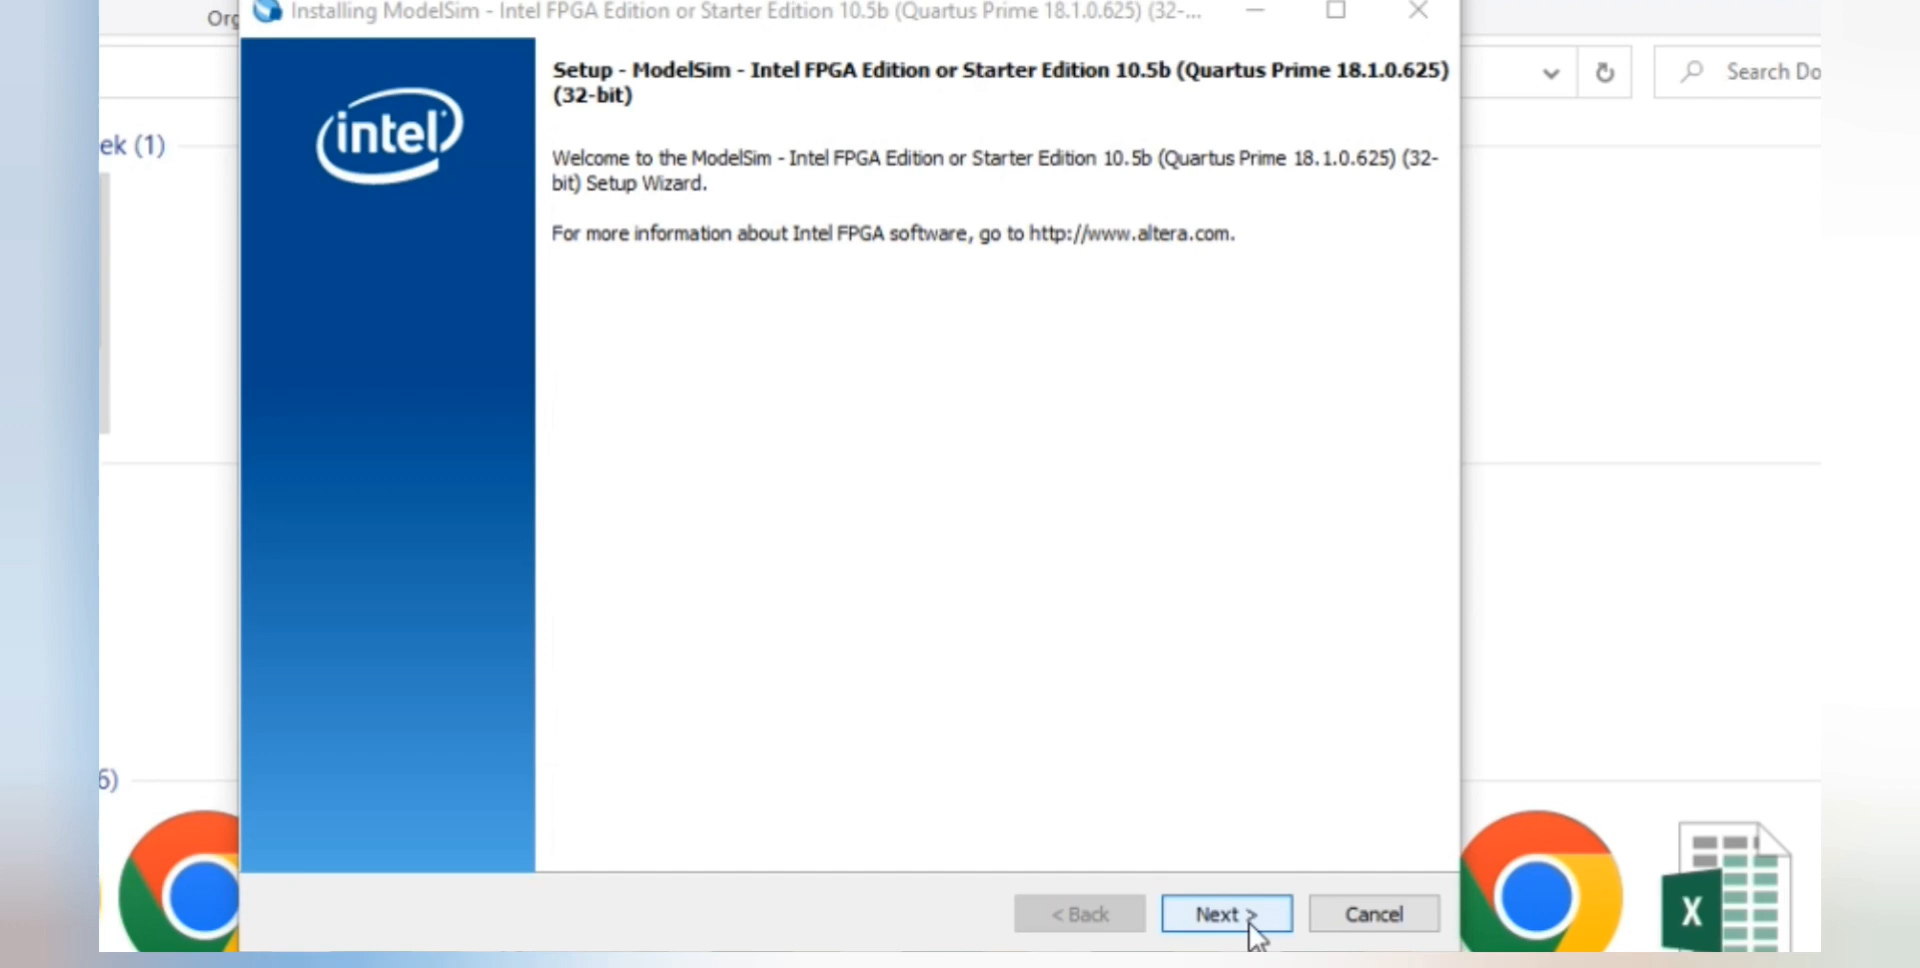 Org
Installing ModelSim - Intel FPGA Edition or Starter Edition 10.5b (Quartus Prime 18.1.0.625) (32-...
Setup - ModelSim - Intel FPGA Edition or Starter Edition 10.5b (Quartus Prime 18.1.0.625)
(32-bit)
Search Do
intel
ek (1)
Welcome to the ModelSim - Intel FPGA Edition or Starter Edition 10.5b (Quartus Prime 18.1.0.625) (32-
bit) Setup Wizard.
For more information about Intel FPGA software, go to http://www.altera.com.
6)
< Back
Next >
Cancel
X